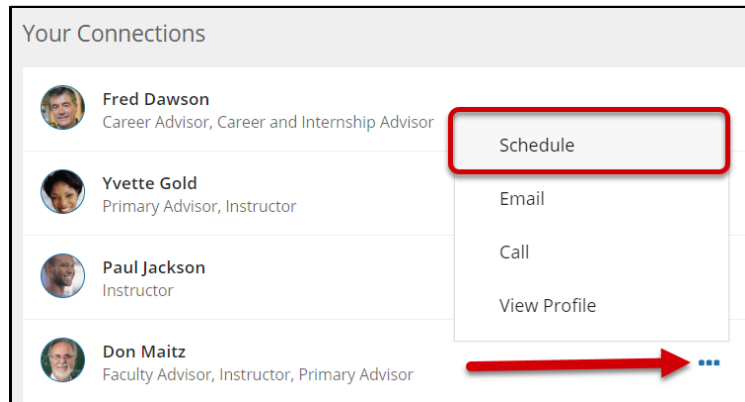 Your Connections
Fred Dawson
Career Advisor, Career and Internship Advisor
Schedule
Yvette Gold
Email
Primary Advisor, Instructor
Call
Paul Jackson
Instructor
View Profile
Don Maitz
Faculty Advisor, Instructor, Primary Advisor